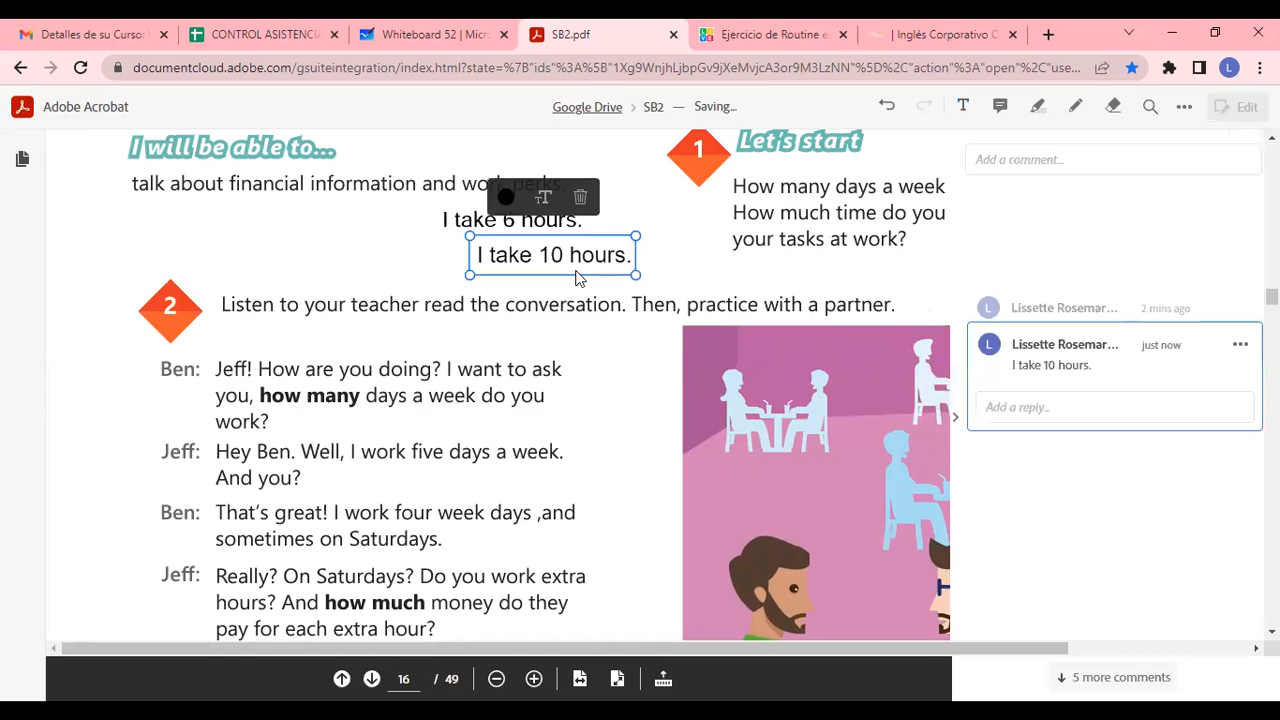 Detalles de su Curso:
CONTROL ASISTENCIA
Whiteboard 52 | Micro
SB2.pdf
Ejercicio de Routine e
| Inglés Corporativo C
documentcloud.adobe.com/gsuiteintegration/index.html?state=%7B"ids"%3A%5B"1Xg9WnjhLjbpGv9jXeMvjcA3or9M3LzNN"%5D%2C"action"%3A"open"%2C"use...
L
Adobe Acrobat
Google Drive > SB2 — Saving...
Edit
I will be able to...
talk about financial information and work perks.
I take 6 hours.
I take 10 hours.
1
Let's start
How many days a week
How much time do you
your tasks at work?
2
Listen to your teacher read the conversation. Then, practice with a partner.
Ben: Jeff! How are you doing? I want to ask
you, how many days a week do you
work?
Jeff: Hey Ben. Well, I work five days a week.
And you?
Ben: That's great! I work four week days ,and
sometimes on Saturdays.
Jeff: Really? On Saturdays? Do you work extra
hours? And how much money do they
pay for each extra hour?
Add a comment...
L Lissette Rosemar... 2 mins ago
L Lissette Rosemar... just now
I take 10 hours.
Add a reply...
16 / 49
5 more comments